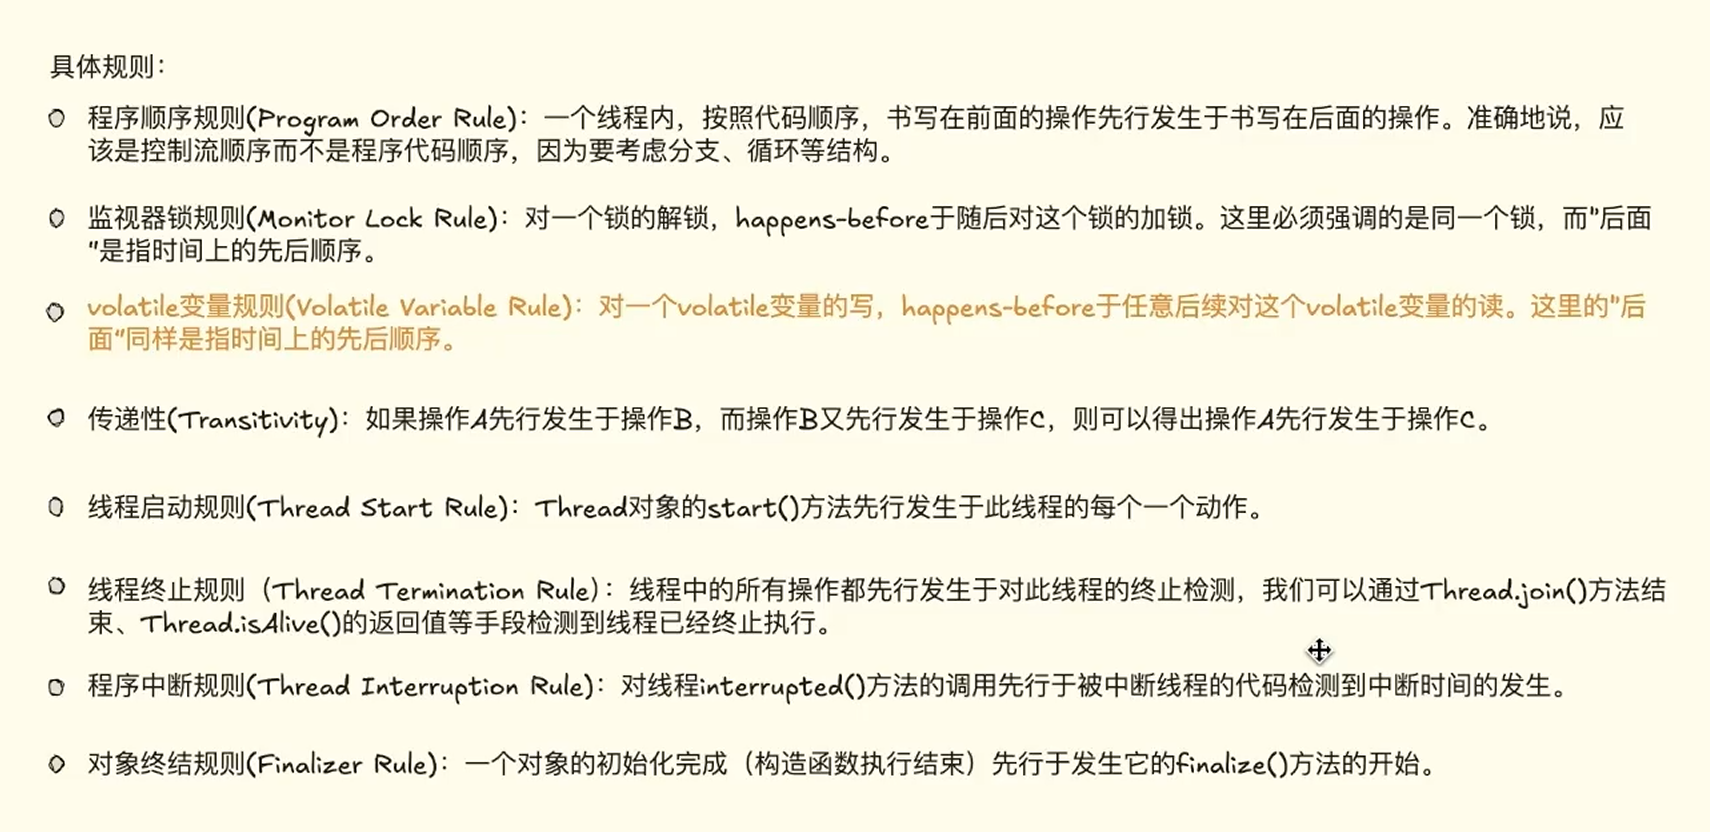 具体规则：
程序顺序规则(Program Order Rule)：一个线程内，按照代码顺序，书写在前面的操作先行发生于书写在后面的操作。准确地说，应
该是控制流顺序而不是程序代码顺序，因为要考虑分支、循环等结构。
监视器锁规则(Monitor Lock Rule)：对一个锁的解锁，happens-before于随后对这个锁的加锁。这里必须强调的是同一个锁，而"后面
"是指时间上的先后顺序。
volatile变量规则(Volatile Variable Rule)：对一个volatile变量的写，happens-before于任意后续对这个volatile变量的读。这里的"后
面"同样是指时间上的先后顺序。
传递性(Transitivity)：如果操作A先行发生于操作B，而操作B又先行发生于操作C，则可以得出操作A先行发生于操作C。
线程启动规则(Thread Start Rule)：Thread对象的start()方法先行发生于此线程的每个一个动作。
线程终止规则（Thread Termination Rule）：线程中的所有操作都先行发生于对此线程的终止检测，我们可以通过Thread.join()方法结
束、Thread.isAlive()的返回值等手段检测到线程已经终止执行。
程序中断规则(Thread Interruption Rule)：对线程interrupted()方法的调用先行于被中断线程的代码检测到中断时间的发生。
对象终结规则(Finalizer Rule)：一个对象的初始化完成（构造函数执行结束）先行于发生它的finalize()方法的开始。